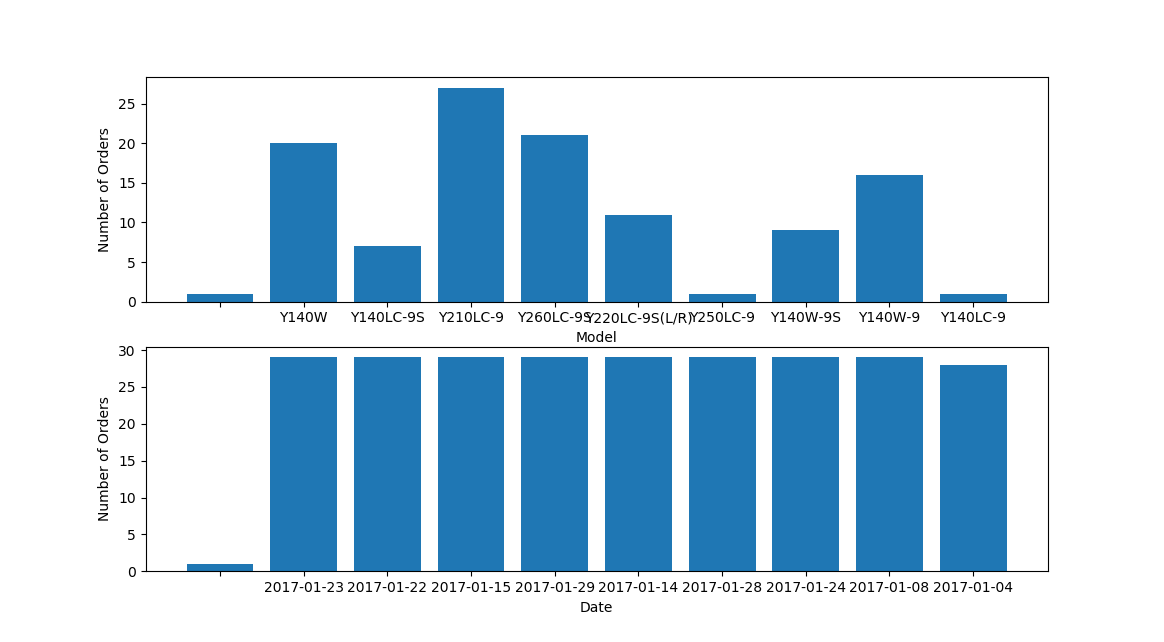 25
20
15
10
5
0
Number of Orders
Y140W Y140LC-9S Y210LC-9 Y260LC-9S Y220LC-9S(L/R) Y250LC-9 Y140W-9S Y140W-9 Y140LC-9
Model
30
25
20
15
10
5
0
Number of Orders
2017-01-23 2017-01-22 2017-01-15 2017-01-29 2017-01-14 2017-01-28 2017-01-24 2017-01-08 2017-01-04
Date